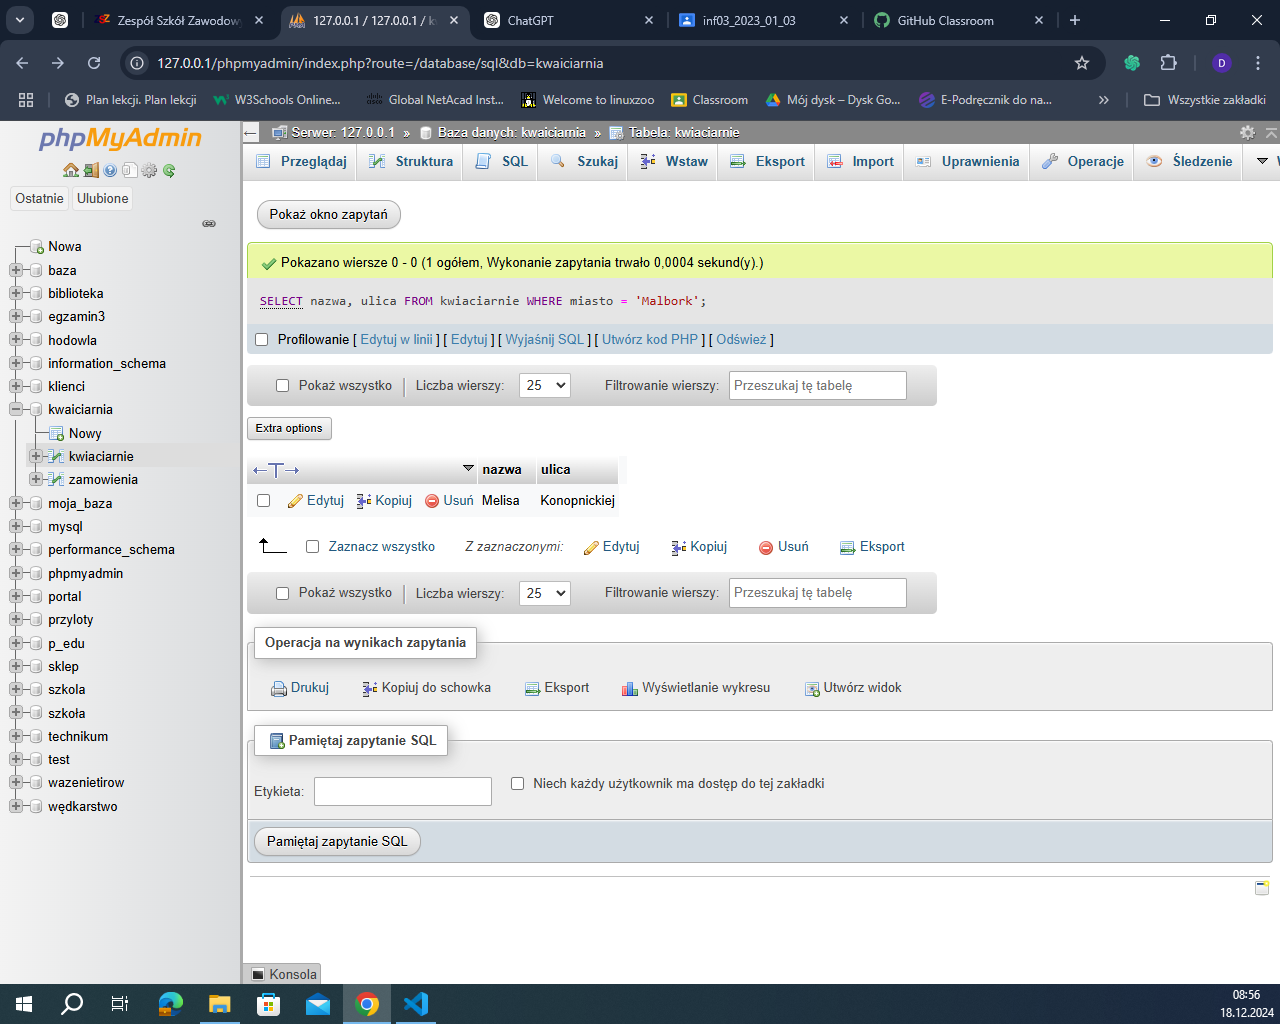 Zespół Szkół Zawodow
127.0.0.1 / 127.0.0.1 / k
ChatGPT
inf03_2023_01_03
GitHub Classroom
127.0.0.1/phpmyadmin/index.php?route=/database/sql&db=kwaiciarnia
D
Plan lekcji. Plan lekcji
W3Schools Online...
Global NetAcad Inst...
Welcome to linuxzoo
Classroom
Mój dysk – Dysk Go...
E-Podręcznik do na...
Wszystkie zakładki
phpMyAdmin
Ostatnie
Ulubione
Nowa
baza
biblioteka
egzamin3
hodowla
information_schema
klienci
kwaiciarnia
Nowy
kwiaciarnie
zamowienia
moja_baza
mysql
performance_schema
phpmyadmin
portal
przyloty
p_edu
sklep
szkola
szkoła
technikum
test
wazenietirow
wędkarstwo
Serwer: 127.0.0.1 » Baza danych: kwaiciarnia » Tabela: kwiaciarnie
Przeglądaj
Struktura
SQL
Szukaj
Wstaw
Eksport
Import
Uprawnienia
Operacje
Śledzenie
Pokaż okno zapytań
Pokazano wiersze 0 - 0 (1 ogółem, Wykonanie zapytania trwało 0,0004 sekund(y).)
SELECT nazwa, ulica FROM kwiaciarnie WHERE miasto = 'Malbork';
Profilowanie [ Edytuj w linii ] [ Edytuj ] [ Wyjaśnij SQL ] [ Utwórz kod PHP ] [ Odśwież ]
Pokaż wszystko
Liczba wierszy:
25
Filtrowanie wierszy:
Przeszukaj tę tabelę
Extra options
←T→
nazwa
ulica
Edytuj
Kopiuj
Usuń
Melisa
Konopnickiej
Zaznacz wszystko
Z zaznaczonymi:
Edytuj
Kopiuj
Usuń
Eksport
Pokaż wszystko
Liczba wierszy:
25
Filtrowanie wierszy:
Przeszukaj tę tabelę
Operacja na wynikach zapytania
Drukuj
Kopiuj do schowka
Eksport
Wyświetlanie wykresu
Utwórz widok
Pamiętaj zapytanie SQL
Etykieta:
Niech każdy użytkownik ma dostęp do tej zakładki
Pamiętaj zapytanie SQL
Konsola
08:56
18.12.2024